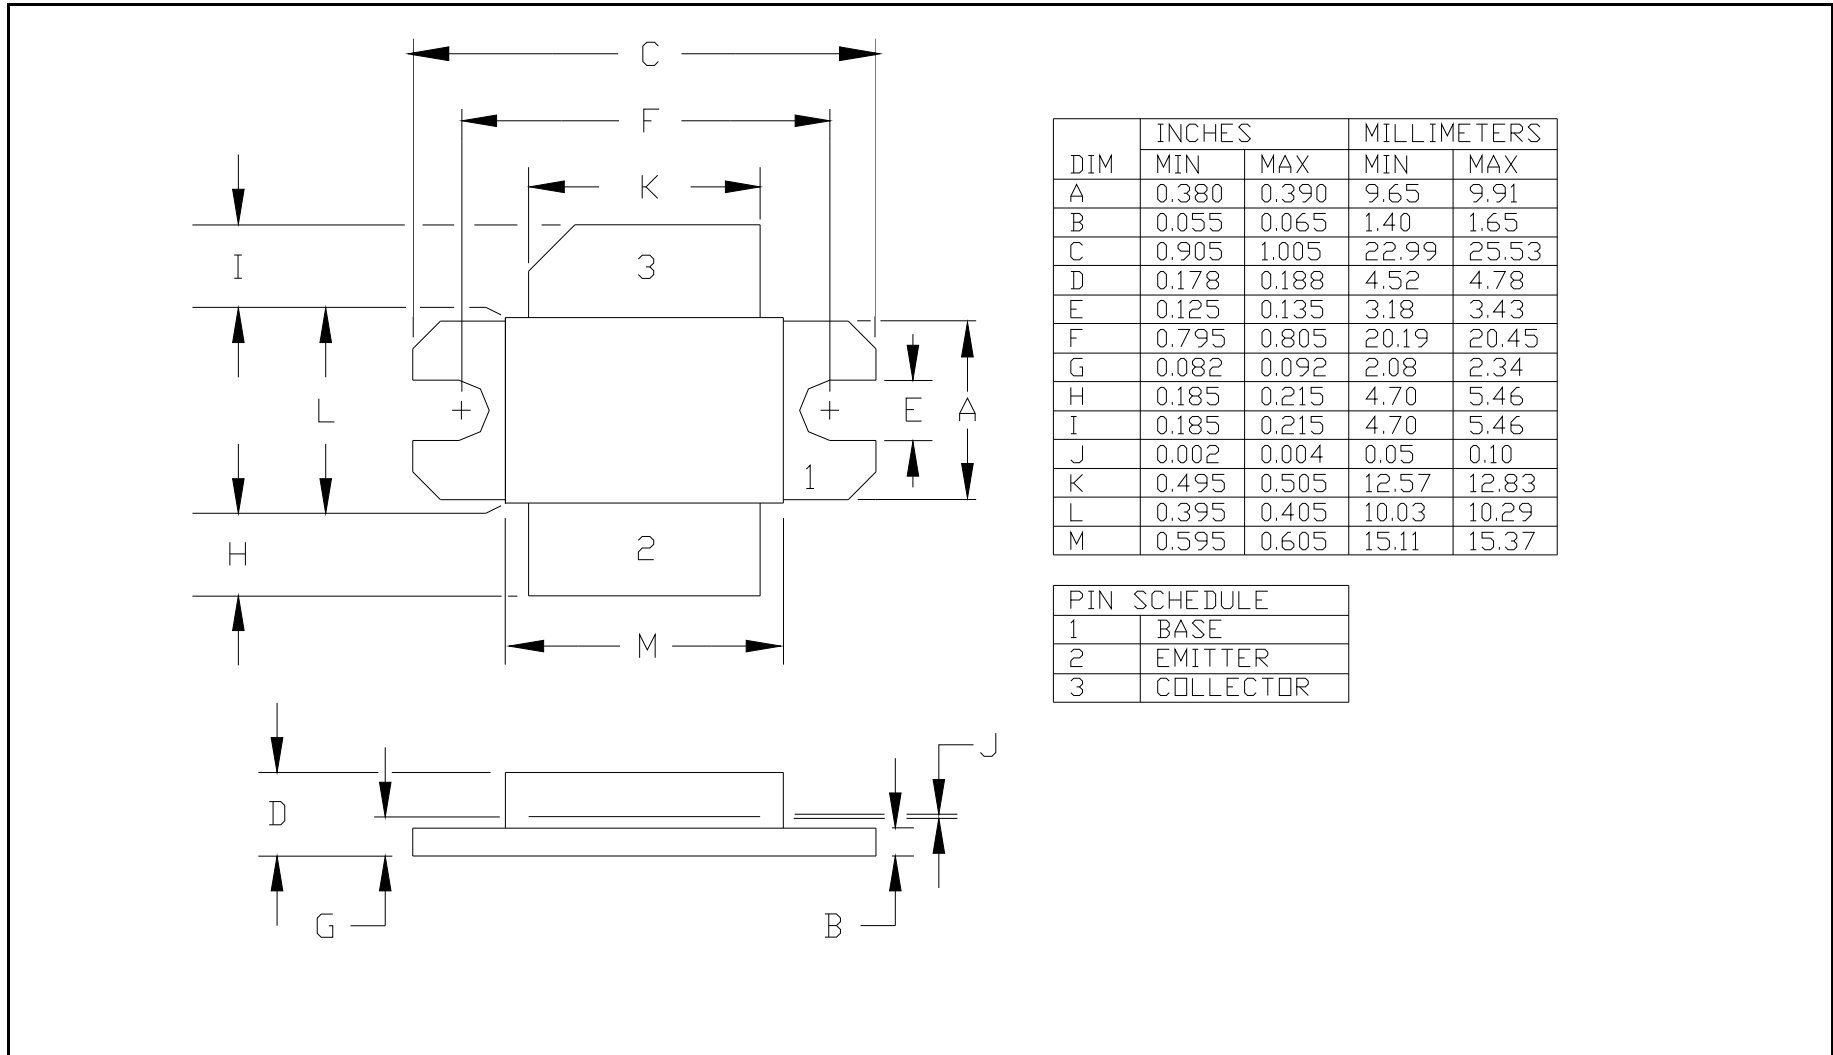 C
F
K
I
3
L
E
A
1
H
2
M
D
G
B
J
INCHES MILLIMETERS
DIM MIN MAX MIN MAX
A 0.380 0.390 9.65 9.91
B 0.055 0.065 1.40 1.65
C 0.905 1.005 22.99 25.53
D 0.178 0.188 4.52 4.78
E 0.125 0.135 3.18 3.43
F 0.795 0.805 20.19 20.45
G 0.082 0.092 2.08 2.34
H 0.185 0.215 4.70 5.46
I 0.185 0.215 4.70 5.46
J 0.002 0.004 0.05 0.10
K 0.495 0.505 12.57 12.83
L 0.395 0.405 10.03 10.29
M 0.595 0.605 15.11 15.37
PIN SCHEDULE
1 BASE
2 EMITTER
3 COLLECTOR